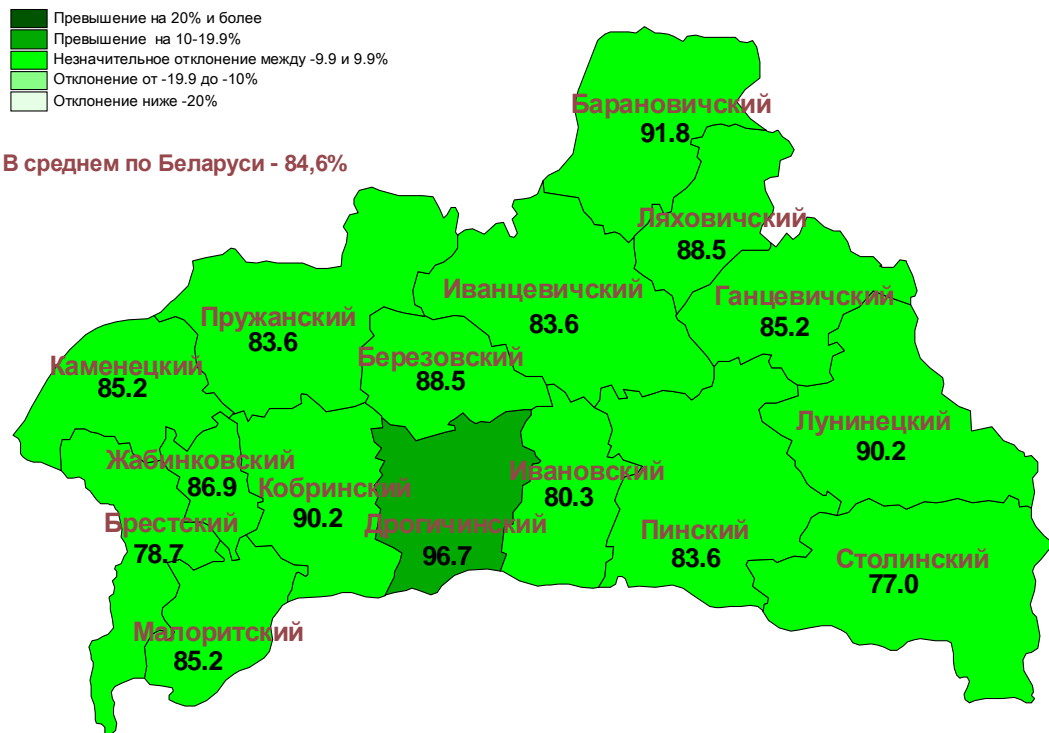 Превышение на 20% и более
Превышение на 10-19.9%
Незначительное отклонение между -9.9 и 9.9%
Отклонение от -19.9 до -10%
Отклонение ниже -20%
В среднем по Беларуси - 84,6%
Барановичский
91.8
Ляховичский
88.5
Иванцевичский
83.6
Ганцевичский
85.2
Пружанский
83.6
Березовский
88.5
Каменецкий
85.2
Лунинецкий
90.2
Жабинковский
86.9
Кобринский
90.2
Ивановский
80.3
Брестский
78.7
Дрогичинский
96.7
Пинский
83.6
Столинский
77.0
Малоритский
85.2